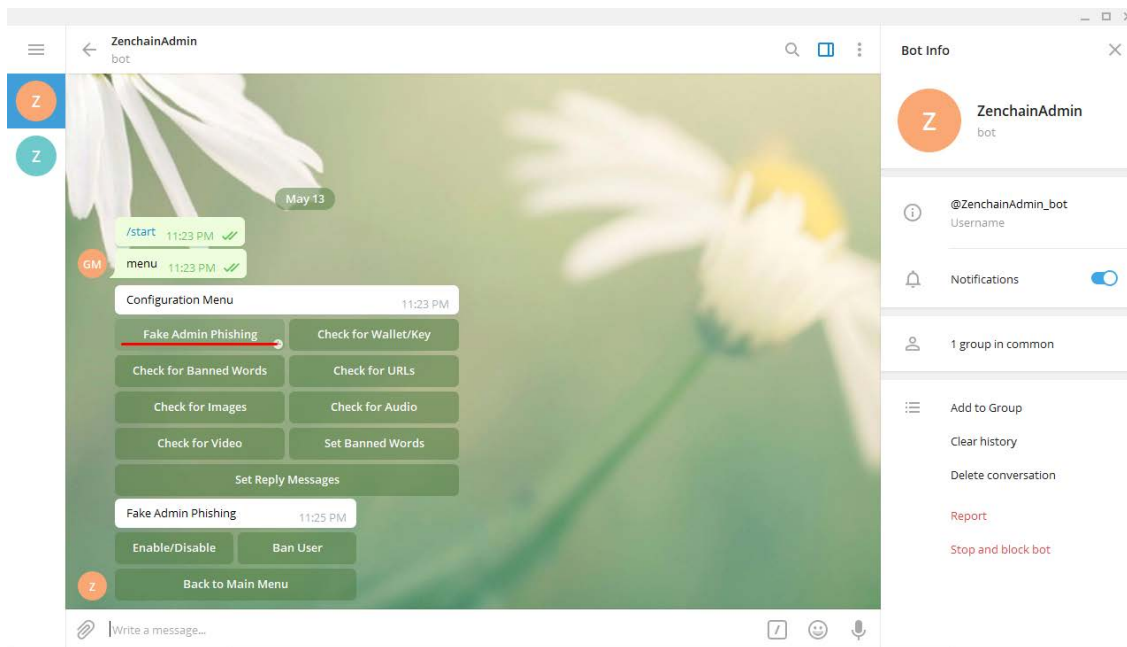 ZenchainAdmin
bot
Z
Z
May 13
/start 11:23 PM
GM
menu 11:23 PM
Configuration Menu 11:23 PM
Fake Admin Phishing Check for Wallet/Key
Check for Banned Words Check for URLs
Check for Images Check for Audio
Check for Video Set Banned Words
Set Reply Messages
Fake Admin Phishing 11:25 PM
Enable/Disable Ban User
Z Back to Main Menu
Write a message...
/
Bot Info
Z
ZenchainAdmin
bot
@ZenchainAdmin_bot
Username
Notifications
1 group in common
Add to Group
Clear history
Delete conversation
Report
Stop and block bot